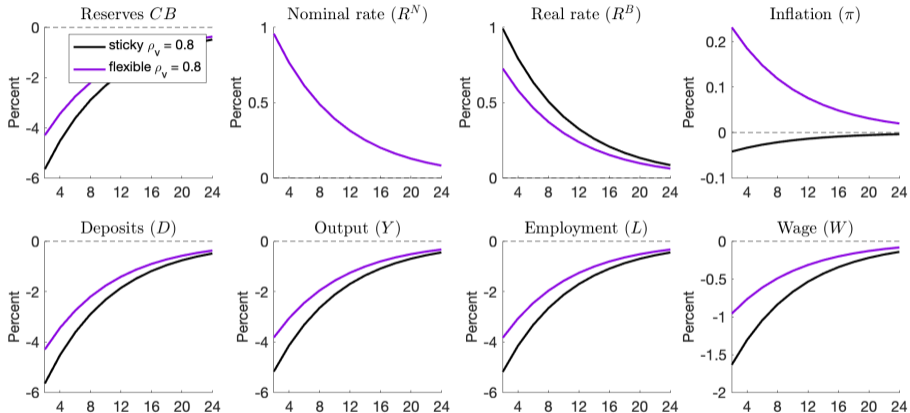 Reserves CB
Percent
0
-2
-4
-6
4 8 12 16 20 24
sticky ρv = 0.8
flexible ρv = 0.8
Nominal rate (R^N)
Percent
1
0.5
0
4 8 12 16 20 24
Real rate (R^B)
Percent
1
0.5
0
4 8 12 16 20 24
Inflation (π)
Percent
0.2
0.1
0
-0.1
4 8 12 16 20 24
Deposits (D)
Percent
0
-2
-4
-6
4 8 12 16 20 24
Output (Y)
Percent
0
-2
-4
-6
4 8 12 16 20 24
Employment (L)
Percent
0
-2
-4
-6
4 8 12 16 20 24
Wage (W)
Percent
0
-0.5
-1
-1.5
-2
4 8 12 16 20 24